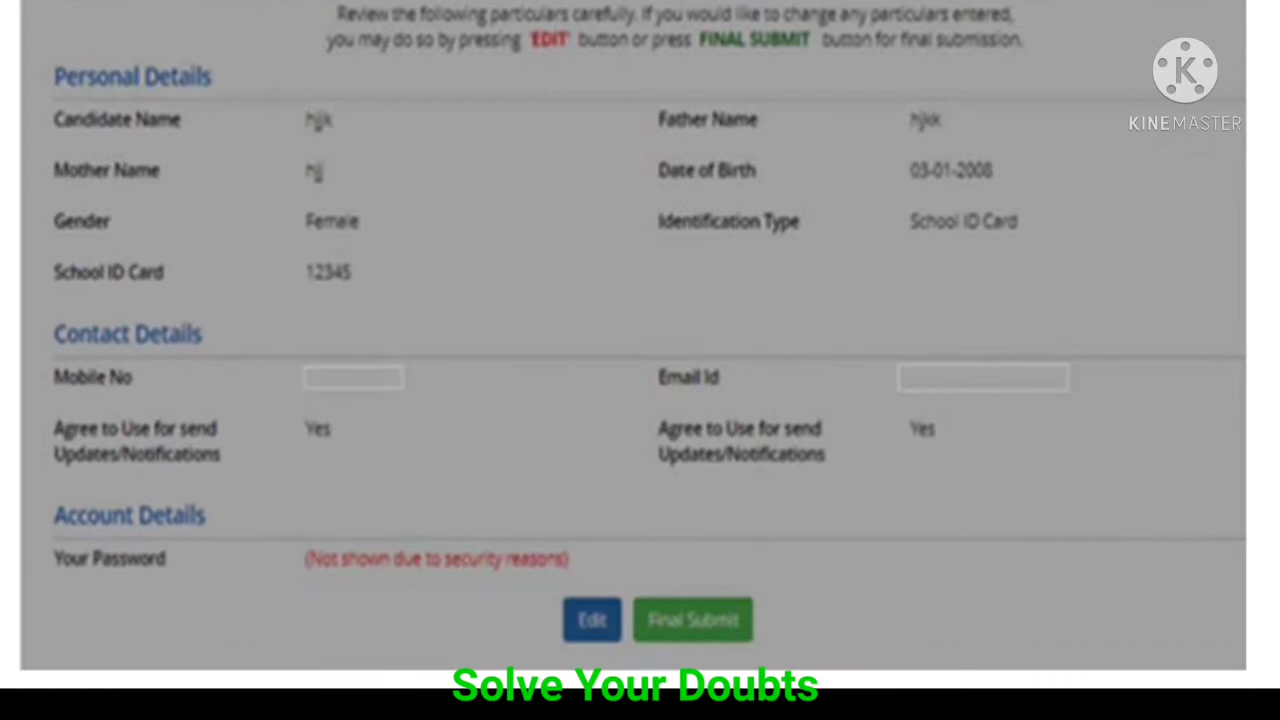 Review the following particulars carefully. If you would like to change any particulars entered,
you may do so by pressing 'EDIT' button or press FINAL SUBMIT button for final submission.
K
KINEMASTER
Personal Details
Candidate Name hjjk Father Name hjkk
Mother Name hjj Date of Birth 03-01-2008
Gender Female Identification Type School ID Card
School ID Card 12345
Contact Details
Mobile No Email Id
Agree to Use for send Yes Agree to Use for send Yes
Updates/Notifications Updates/Notifications
Account Details
Your Password (Not shown due to security reasons)
Edit Final Submit
Solve Your Doubts